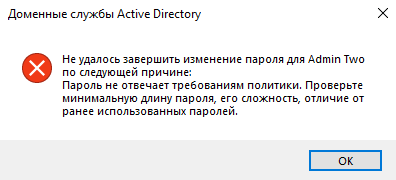 Доменные службы Active Directory
Не удалось завершить изменение пароля для Admin Two
по следующей причине:
Пароль не отвечает требованиям политики. Проверьте
минимальную длину пароля, его сложность, отличие от
ранее использованных паролей.
ОК